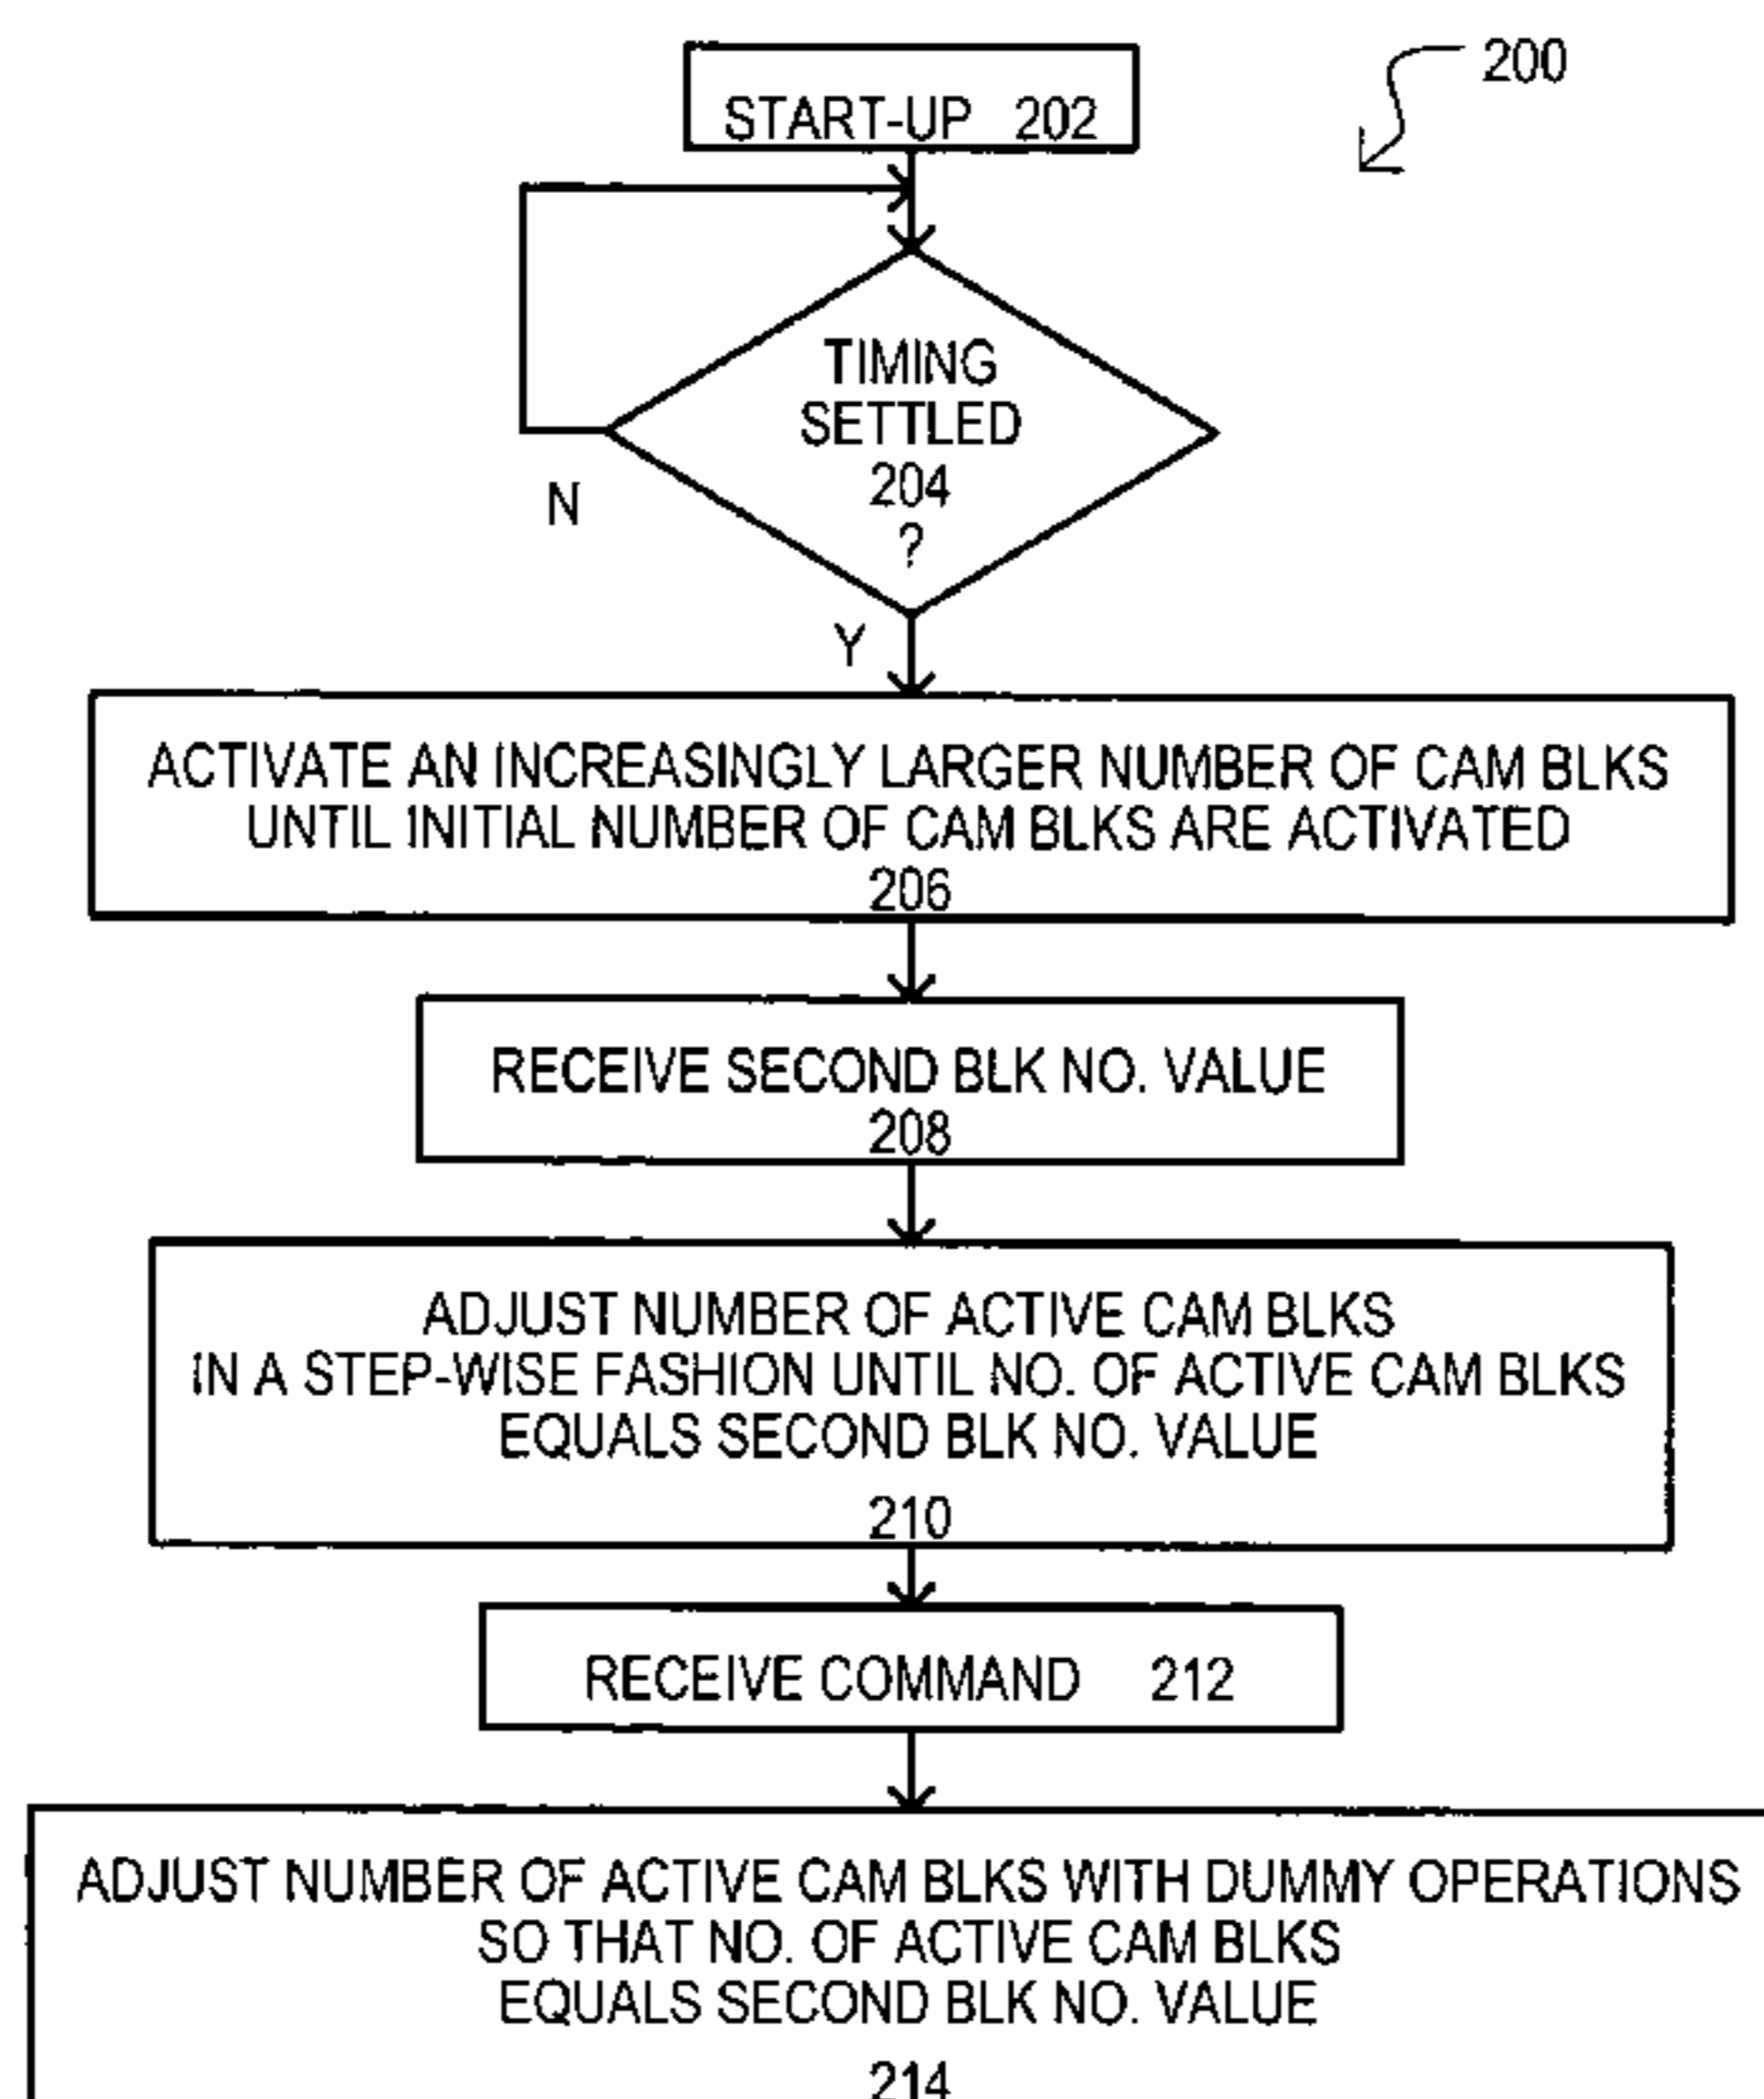 200
START-UP 202
TIMING
SETTLED
204
?
N
Y
ACTIVATE AN INCREASINGLY LARGER NUMBER OF CAM BLKS
UNTIL INITIAL NUMBER OF CAM BLKS ARE ACTIVATED
206
RECEIVE SECOND BLK NO. VALUE
208
ADJUST NUMBER OF ACTIVE CAM BLKS
IN A STEP-WISE FASHION UNTIL NO. OF ACTIVE CAM BLKS
EQUALS SECOND BLK NO. VALUE
210
RECEIVE COMMAND 212
ADJUST NUMBER OF ACTIVE CAM BLKS WITH DUMMY OPERATIONS
SO THAT NO. OF ACTIVE CAM BLKS
EQUALS SECOND BLK NO. VALUE
214